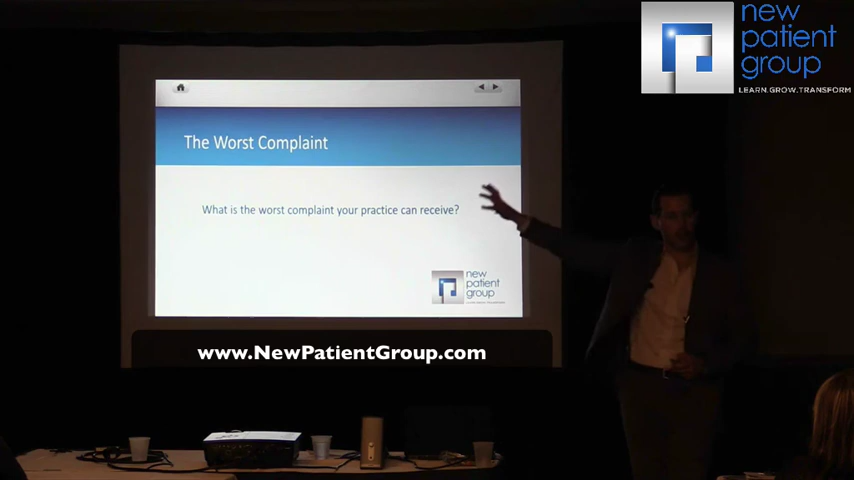 new
patient
group
LEARN.GROW.TRANSFORM
The Worst Complaint
What is the worst complaint your practice can receive?
new
patient
group
www.NewPatientGroup.com